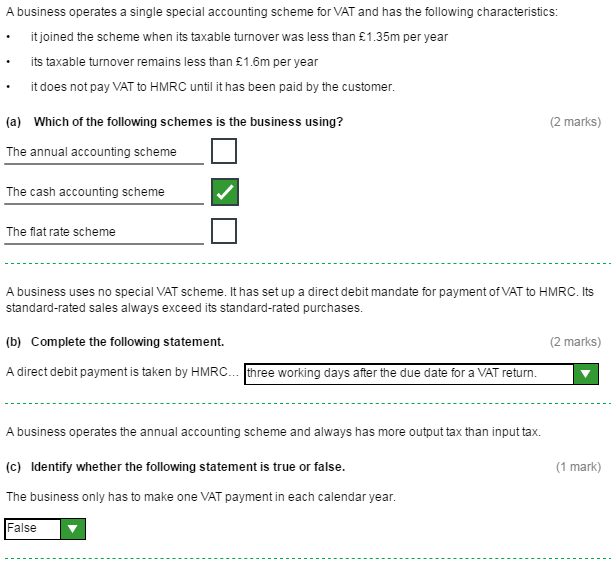 A business operates a single special accounting scheme for VAT and has the following characteristics:
• it joined the scheme when its taxable turnover was less than £1.35m per year
• its taxable turnover remains less than £1.6m per year
• it does not pay VAT to HMRC until it has been paid by the customer.
(a) Which of the following schemes is the business using? (2 marks)
The annual accounting scheme
The cash accounting scheme
The flat rate scheme
A business uses no special VAT scheme. It has set up a direct debit mandate for payment of VAT to HMRC. Its
standard-rated sales always exceed its standard-rated purchases.
(b) Complete the following statement. (2 marks)
A direct debit payment is taken by HMRC… three working days after the due date for a VAT return.
A business operates the annual accounting scheme and always has more output tax than input tax.
(c) Identify whether the following statement is true or false. (1 mark)
The business only has to make one VAT payment in each calendar year.
False